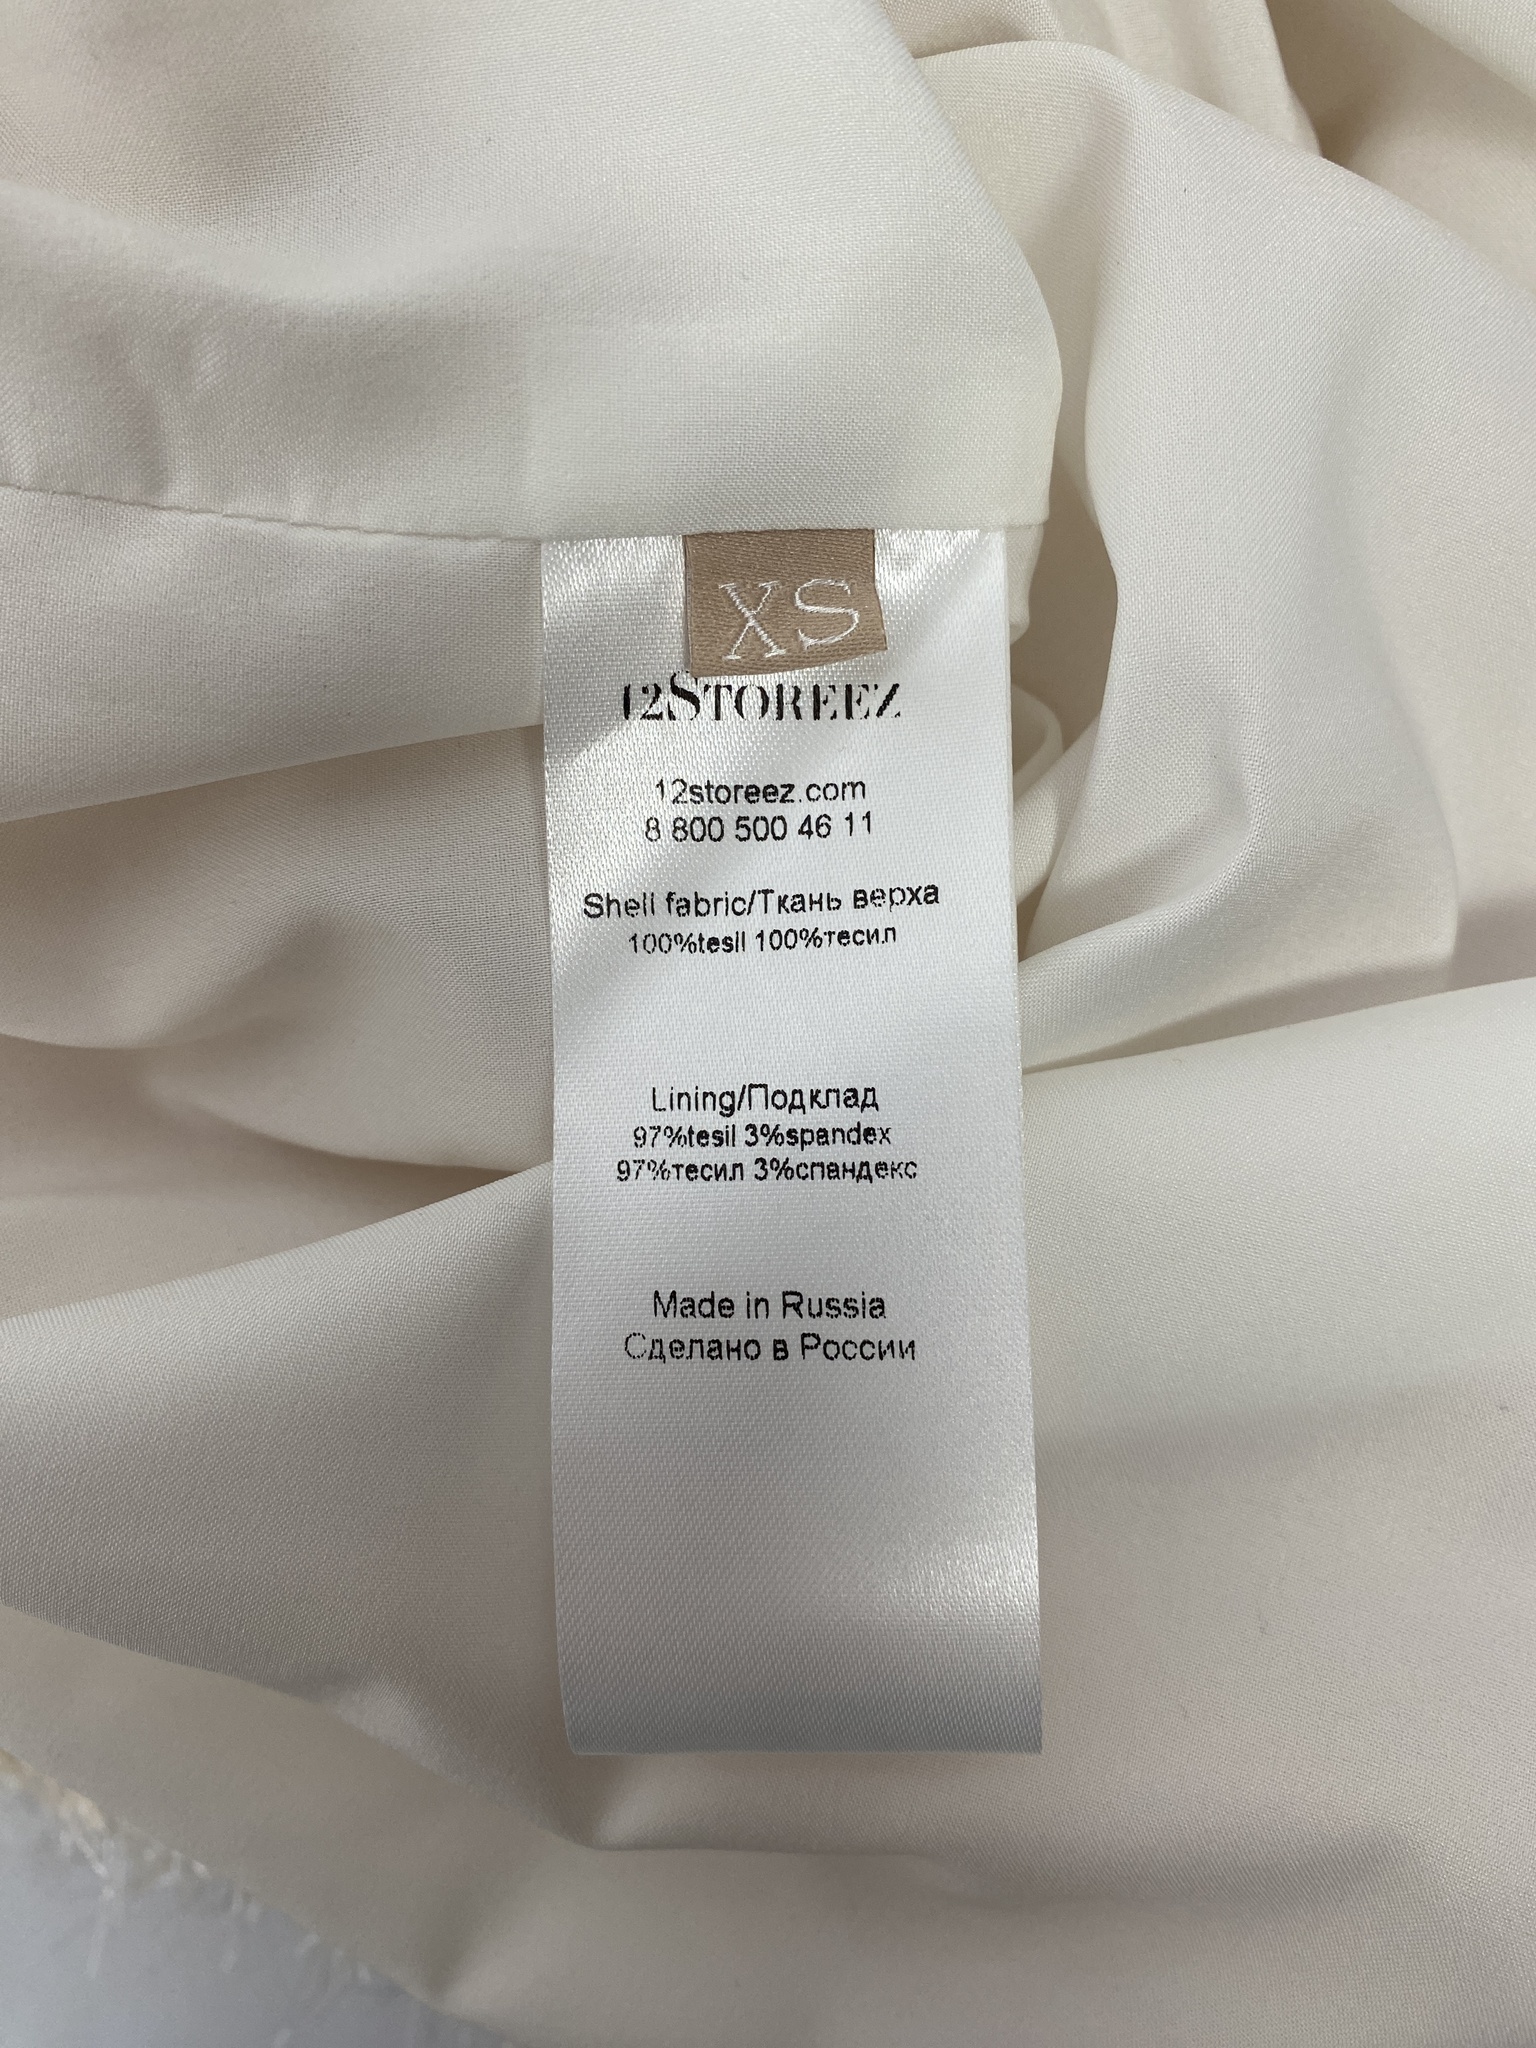 XS
12STOREEZ
12storeez.com
8 800 500 46 11
Shell fabric/Ткань верха
100%tesil 100%тесил
Lining/Подклад
97%tesil 3%spandex
97%тесил 3%спандекс
Made in Russia
Сделано в России